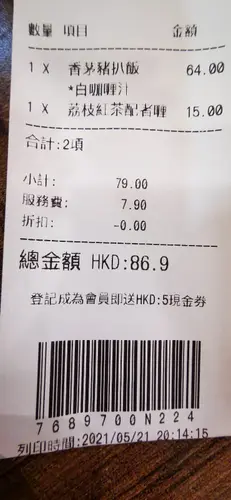 數量 項目 金額
1 X 香茅豬扒飯 64.00
*白咖喱汁
1 X 荔枝紅茶配者喱 15.00
合計:2項
小計: 79.00
服務費: 7.90
折扣: -0.00
總金額 HKD:86.9
登記成為會員即送HKD:5現金券
7689700N224
列印時間:2021/05/21 20:14:15